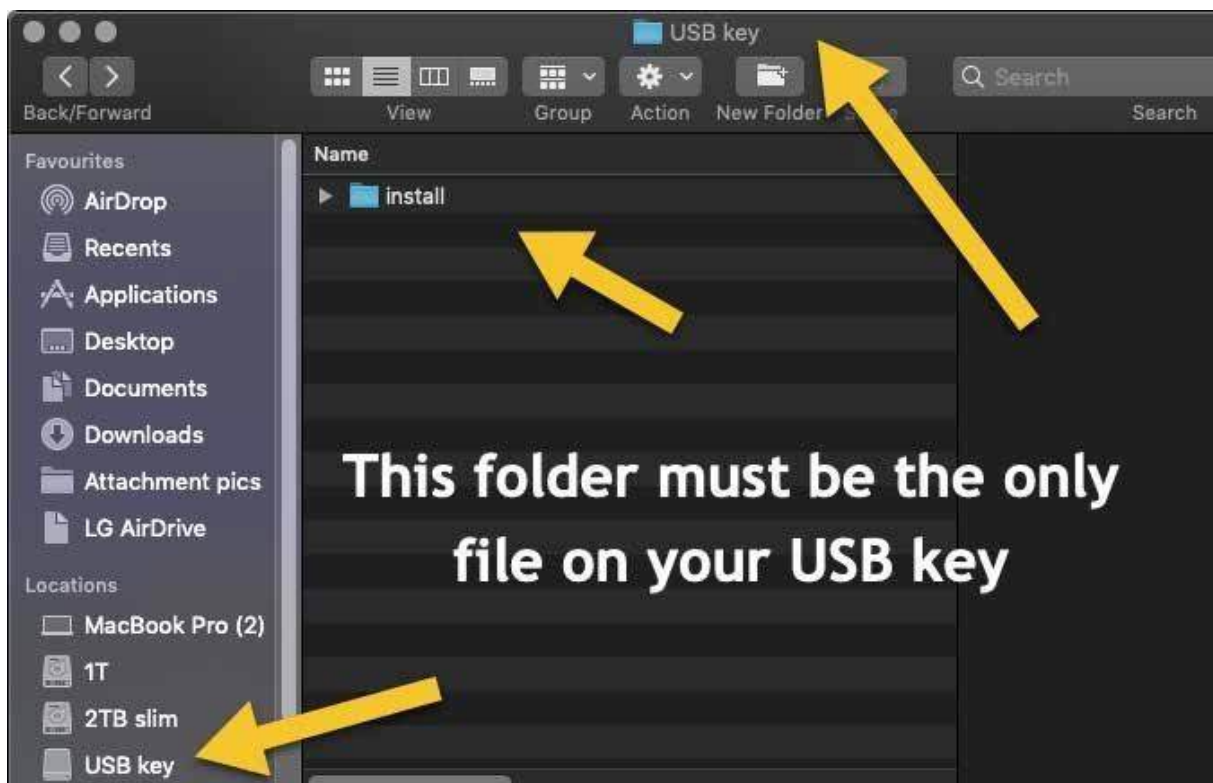 USB key
Back/Forward
View
Group
Action
New Folder
Search
Search
Favourites
AirDrop
Recents
Applications
Desktop
Documents
Downloads
Attachment pics
LG AirDrive
Locations
MacBook Pro (2)
1T
2TB slim
USB key
Name
install
This folder must be the only
file on your USB key